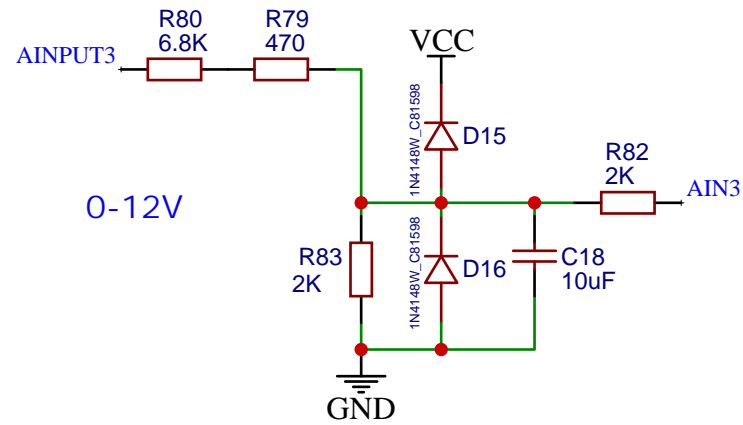 R80
6.8K
R79
470
AINPUT3
VCC
1N4148W_C81598
D15
R82
2K
AIN3
0-12V
R83
2K
1N4148W_C81598
D16
C18
10uF
GND